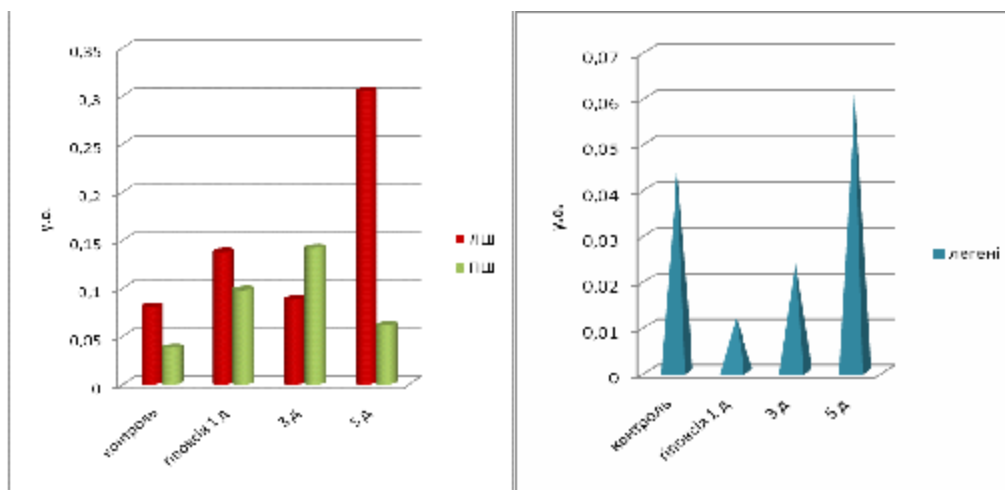 0,35
0,3
0,25
0,2
0,15
0,1
0,05
0
у.о.
контроль
гіпоксія 1 д
3 д
5 д
ЛШ
ПШ
0,07
0,06
0,05
0,04
0,03
0,02
0,01
0
у.о.
контроль
гіпоксія 1 д
3 д
5 д
легені